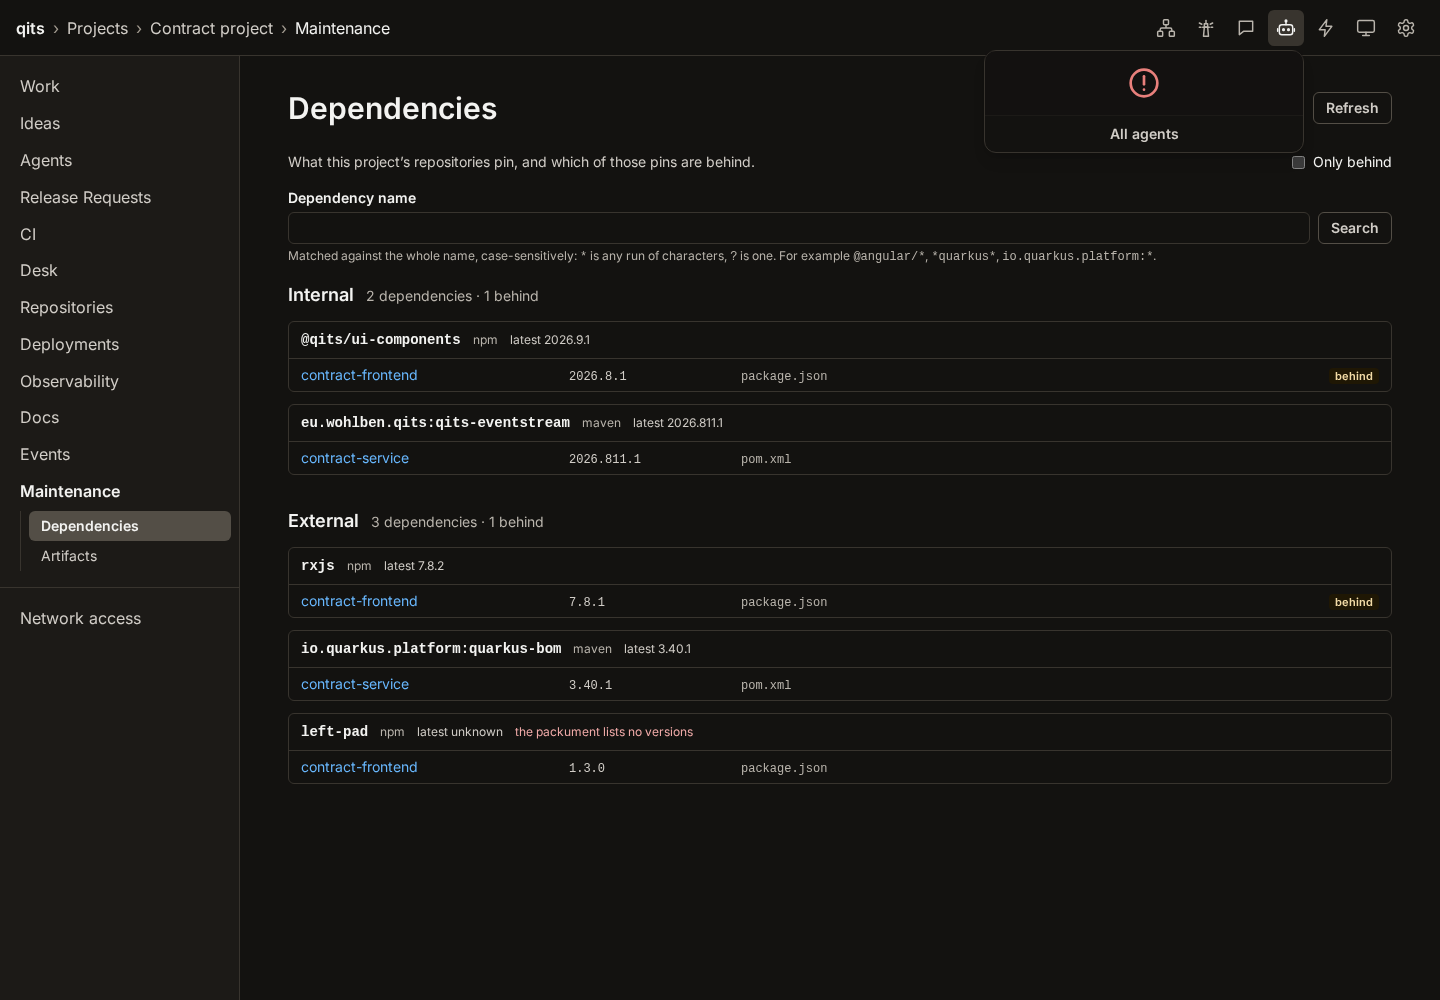 qits › Projects › Contract project › Maintenance
Work
Ideas
Agents
Release Requests
CI
Desk
Repositories
Deployments
Observability
Docs
Events
Maintenance
Dependencies
Artifacts
Network access
All agents
Dependencies
Refresh
What this project's repositories pin, and which of those pins are behind.
Only behind
Dependency name
Search
Matched against the whole name, case-sensitively: * is any run of characters, ? is one. For example @angular/*, *quarkus*, io.quarkus.platform:*.
Internal 2 dependencies · 1 behind
@qits/ui-components npm latest 2026.9.1
contract-frontend 2026.8.1 package.json behind
eu.wohlben.qits:qits-eventstream maven latest 2026.811.1
contract-service 2026.811.1 pom.xml
External 3 dependencies · 1 behind
rxjs npm latest 7.8.2
contract-frontend 7.8.1 package.json behind
io.quarkus.platform:quarkus-bom maven latest 3.40.1
contract-service 3.40.1 pom.xml
left-pad npm latest unknown the packument lists no versions
contract-frontend 1.3.0 package.json